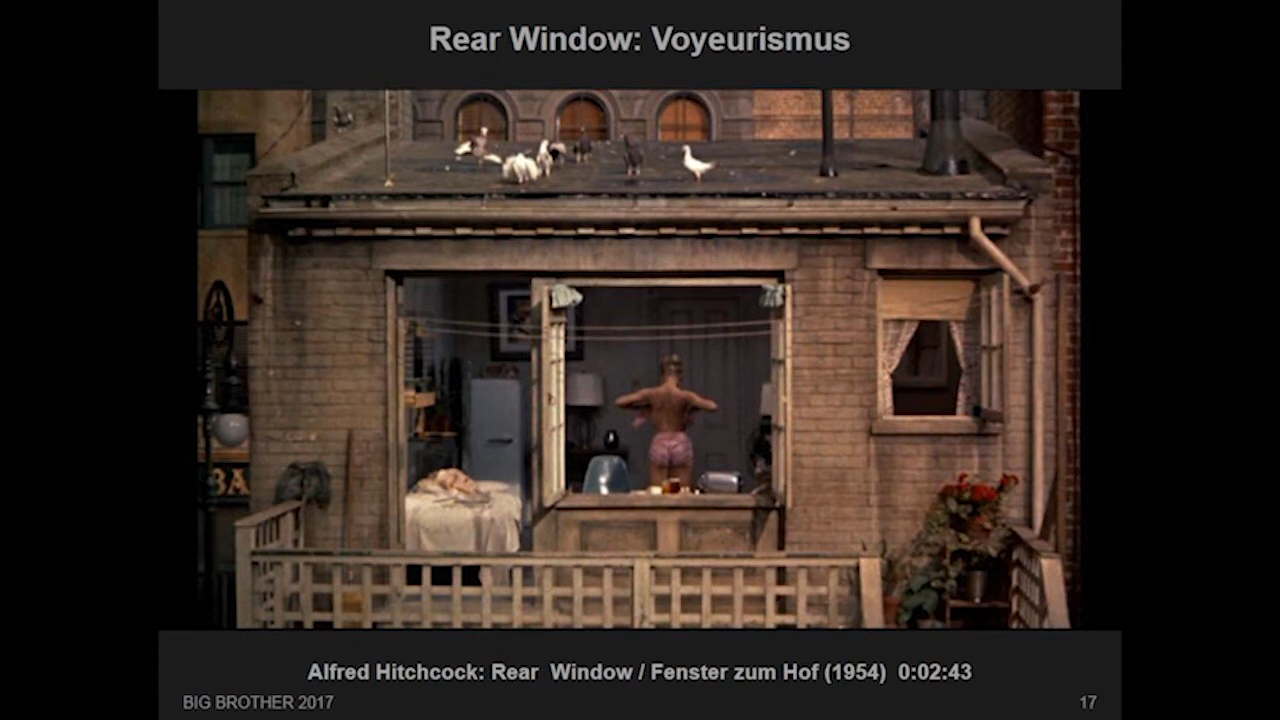 Rear Window: Voyeurismus
BA
Alfred Hitchcock: Rear  Window / Fenster zum Hof (1954)  0:02:43
BIG BROTHER 2017
17